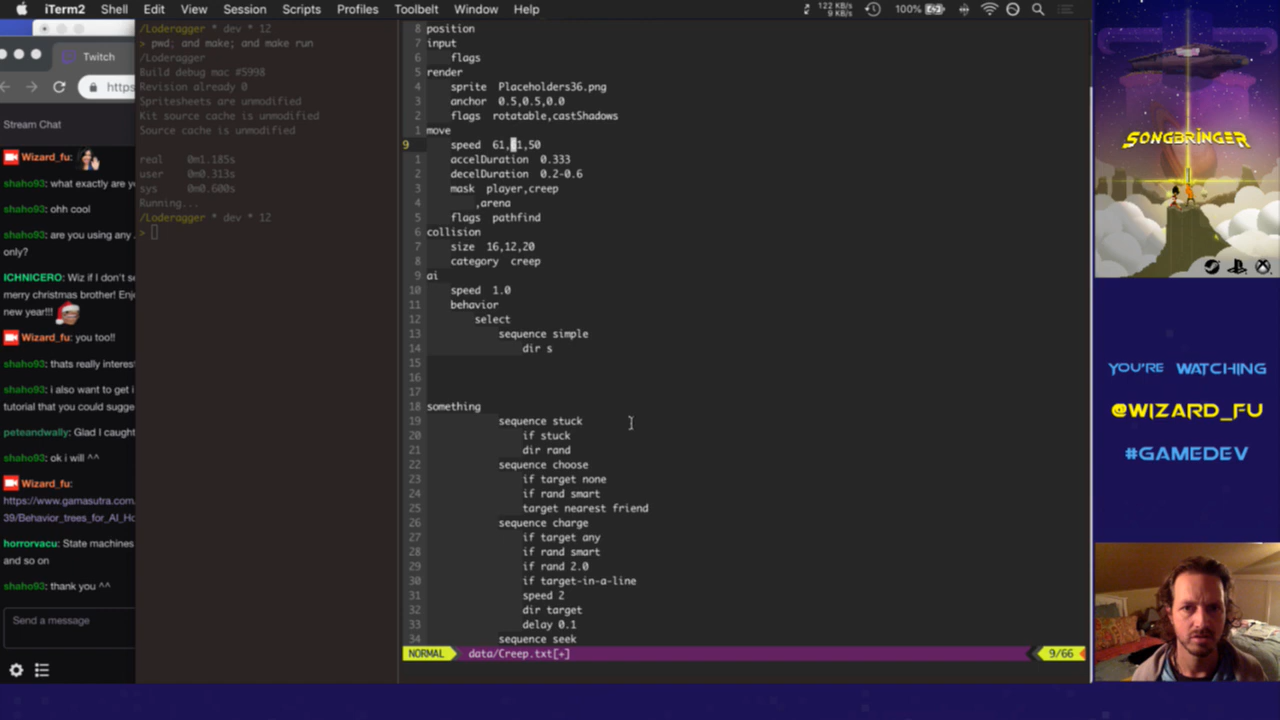 iTerm2 Shell Edit View Session Scripts Profiles Toolbelt Window Help
122 KB/s
9 KB/s
100%
Twitch
https
Stream Chat
Wizard_fu:
shaho93: what exactly are yo
shaho93: ohh cool
shaho93: are you using any
only?
ICHNICERO: Wiz if I don't se
merry christmas brother! Enj
new year!!!
Wizard_fu: you too!!
shaho93: thats really interest
shaho93: i also want to get i
tutorial that you could sugge
peteandwally: Glad I caught
shaho93: ok i will ^^
Wizard_fu:
https://www.gamasutra.com
39/Behavior_trees_for_AI_Ho
horrorvacu: State machines
and so on
shaho93: thank you ^^
Send a message
/Loderagger * dev * 12
> pwd; and make; and make run
/Loderagger
Build debug mac #5998
Revision already 0
Spritesheets are unmodified
Kit source cache is unmodified
Source cache is unmodified
real 0m1.185s
user 0m0.313s
sys 0m0.600s
Running...
/Loderagger * dev * 12
>
8 position
7 input
6 flags
5 render
4 sprite Placeholders36.png
3 anchor 0.5,0.5,0.0
2 flags rotatable,castShadows
1 move
9 speed 61,1,50
1 accelDuration 0.333
2 decelDuration 0.2-0.6
3 mask player,creep
4 ,arena
5 flags pathfind
6 collision
7 size 16,12,20
8 category creep
9 ai
10 speed 1.0
11 behavior
12 select
13 sequence simple
14 dir s
15
16
17
18 something
19 sequence stuck
20 if stuck
21 dir rand
22 sequence choose
23 if target none
24 if rand smart
25 target nearest friend
26 sequence charge
27 if target any
28 if rand smart
29 if rand 2.0
30 if target-in-a-line
31 speed 2
32 dir target
33 delay 0.1
34 sequence seek
NORMAL data/Creep.txt[+] 9/66
SONGBRINGER
YOU'RE WATCHING
@WIZARD_FU
#GAMEDEV